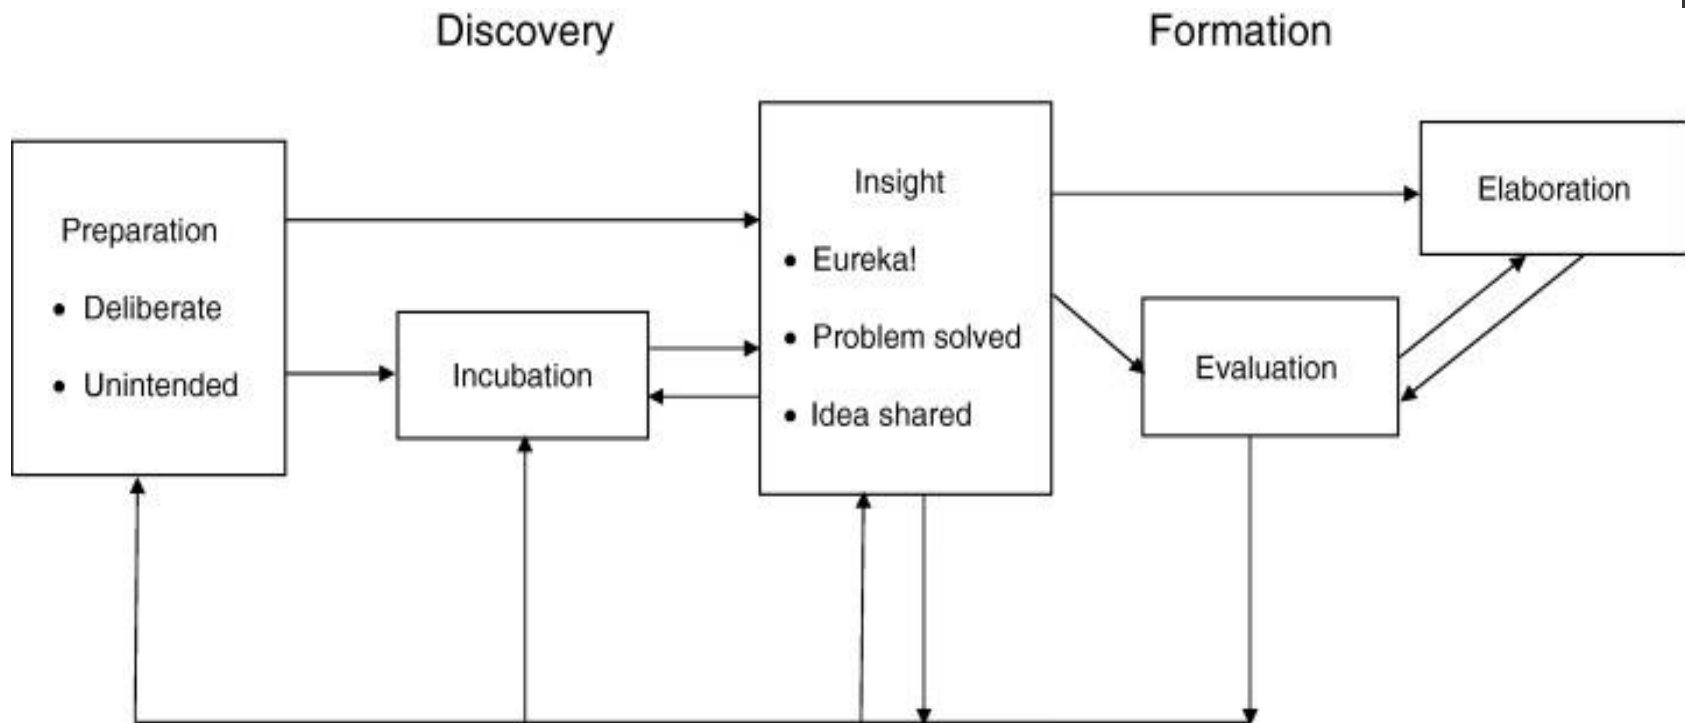 Discovery
Formation
Preparation
• Deliberate
• Unintended
Incubation
Insight
• Eureka!
• Problem solved
• Idea shared
Evaluation
Elaboration